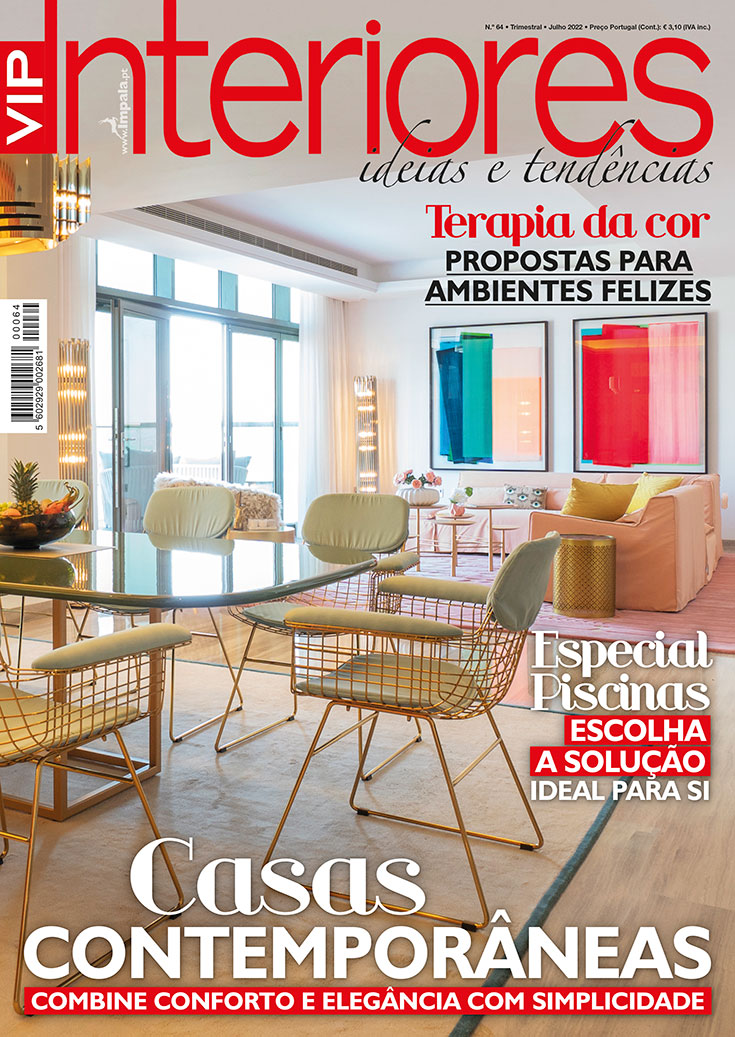 N.º 64 • Trimestral • Julho 2022 • Preço Portugal (Cont.): € 3,10 (IVA inc.)
VIP
Interiores
www.Impala.pt
ideias e tendências
Terapia da cor
PROPOSTAS PARA
AMBIENTES FELIZES
00064
5 602929 002681
Especial
Piscinas
ESCOLHA
A SOLUÇÃO
IDEAL PARA SI
Casas
CONTEMPORÂNEAS
COMBINE CONFORTO E ELEGÂNCIA COM SIMPLICIDADE